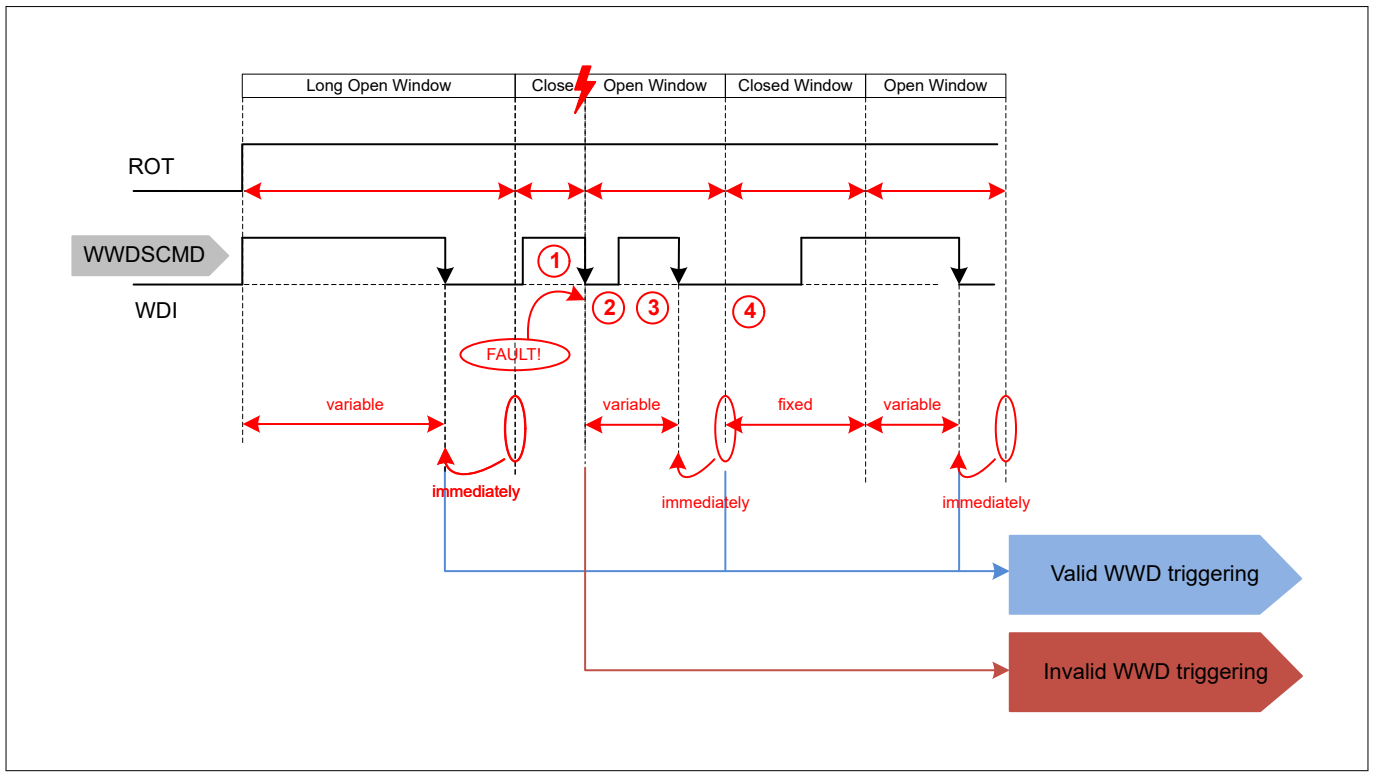 Long Open Window
Close
Open Window
Closed Window
Open Window
ROT
WWDSCMD
WDI
1
2
3
4
FAULT!
variable
variable
fixed
variable
immediately
immediately
immediately
Valid WWD triggering
Invalid WWD triggering